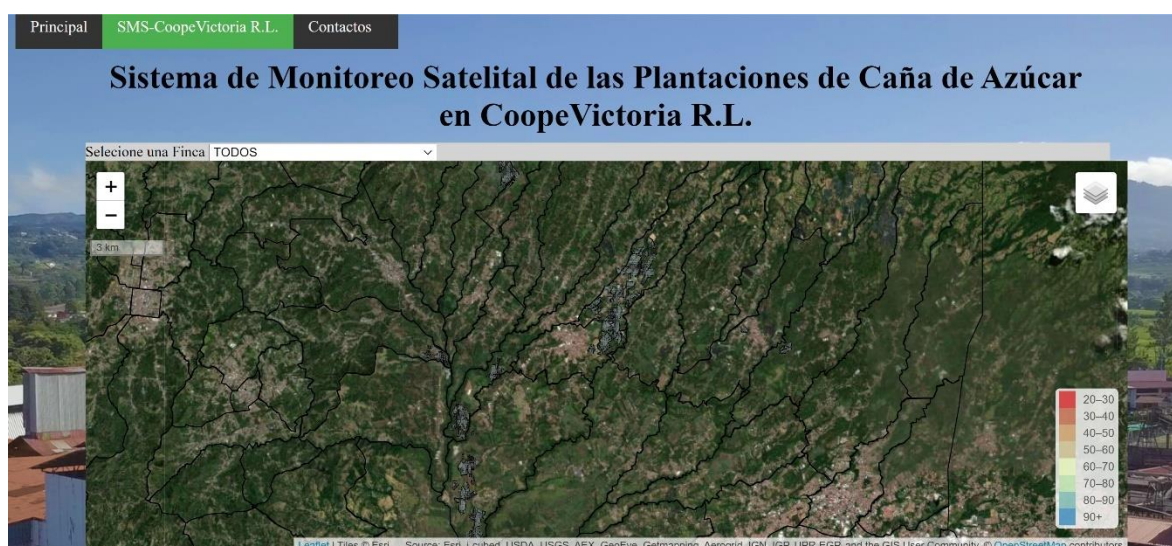 Principal SMS-CoopeVictoria R.L. Contactos
Sistema de Monitoreo Satelital de las Plantaciones de Caña de Azúcar
en CoopeVictoria R.L.
Selecione una Finca TODOS
+
−
3 km
20–30
30–40
40–50
50–60
60–70
70–80
80–90
90+
Leaflet | Tiles © Esri — Source: Esri, i-cubed, USDA, USGS, AEX, GeoEye, Getmapping, Aerogrid, IGN, IGP, UPR-EGP, and the GIS User Community, © OpenStreetMap contributors